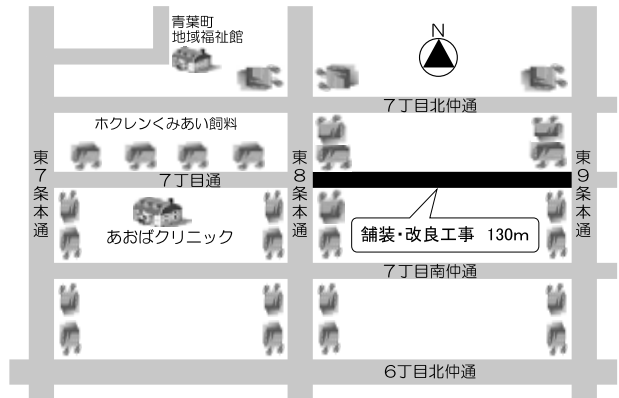 青葉町
地域福祉館
N
7丁目北仲通
ホクレンくみあい飼料
東7条本通
7丁目通
東8条本通
東9条本通
あおばクリニック
舗装・改良工事 130m
7丁目南仲通
6丁目北仲通